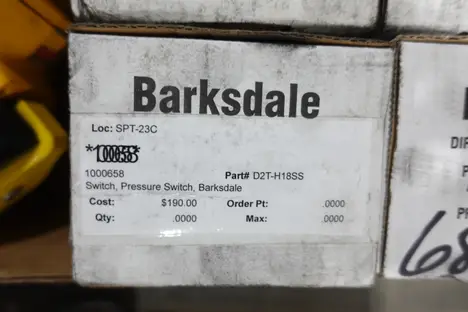 Barksdale
Loc: SPT-23C
*1000658*
1000658 Part# D2T-H18SS
Switch, Pressure Switch, Barksdale
Cost: $190.00 Order Pt: .0000
Qty: .0000 Max: .0000
68